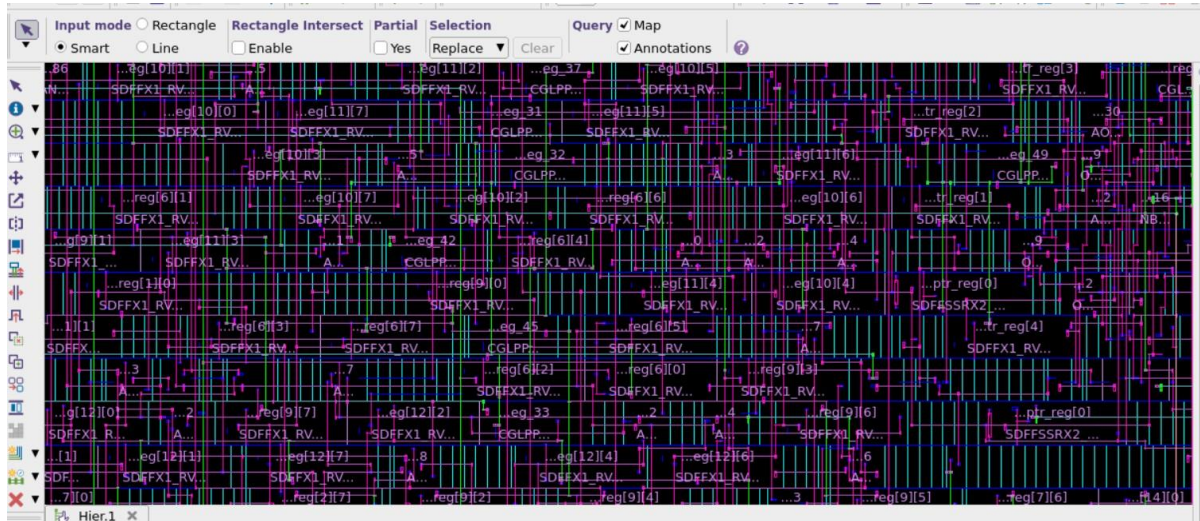 Input mode Rectangle Rectangle Intersect Partial Selection Query Map
Smart Line Enable Yes Replace Clear Annotations
...eg[10][1] ...eg[11][2] ...eg_37 ...eg[10][5] ...tr_reg[3]
SDFFX1_RV... CGLPP... SDFFX1_RV... SDFFX1_RV...
...eg[10][0] ...eg[11][7] ...eg_31 ...eg[11][5] ...tr_reg[2] ...30
SDFFX1_RV... SDFFX1_RV... CGLPP... SDFFX1_RV... SDFFX1_RV... AO...
...eg[10][3] ...5 ...eg_32 ...3 ...eg[11][6] ...eg_49 ...9
SDFFX1_RV... A... CGLPP... A... SDFFX1_RV... CGLPP... O...
...reg[6][1] ...eg[10][7] ...eg[10][2] ...reg[6][6] ...eg[10][6] ...tr_reg[1] ...2
SDFFX1_RV... SDFFX1_RV... SDFFX1_RV... SDFFX1_RV... SDFFX1_RV... SDFFX1_RV... A... NB...
...g[9][1] ...eg[11][3] ...1 ...eg_42 ...reg[6][4] ...0 ...2 ...4 ...9
SDFFX1_... SDFFX1_RV... A... CGLPP... SDFFX1_RV... A... A... A... O...
...reg[1][0] ...reg[9][0] ...eg[11][4] ...eg[10][4] ...ptr_reg[0] ...2
SDFFX1_RV... SDFFX1_RV... SDFFX1_RV... SDFFX1_RV... SDFFSSRX2_... O...
...1][1] ...reg[6][3] ...reg[6][7] ...eg_45 ...reg[6][5] ...7 ...tr_reg[4]
SDFFX... SDFFX1_RV... SDFFX1_RV... CGLPP... SDFFX1_RV... A... SDFFX1_RV...
...3 ...7 ...reg[6][2] ...reg[6][0] ...reg[9][3]
A... A... SDFFX1_RV... SDFFX1_RV... SDFFX1_RV...
...g[12][0] ...2 ...reg[9][7] ...eg[12][2] ...eg_33 ...2 ...4 ...reg[9][6] ...ptr_reg[0]
SDFFX1_R... A... SDFFX1_RV... SDFFX1_RV... CGLPP... A... A... SDFFX1_RV... SDFFSSRX2_...
...[1] ...eg[12][1] ...eg[12][7] ...8 ...eg[12][4] ...eg[12][6] ...6
SDF... SDFFX1_RV... SDFFX1_RV... A... SDFFX1_RV... SDFFX1_RV... A...
...7][0] ...reg[2][7] ...reg[9][2] ...reg[9][4] ...3 ...reg[9][5] ...reg[7][6] ...[14][0]
Hier.1